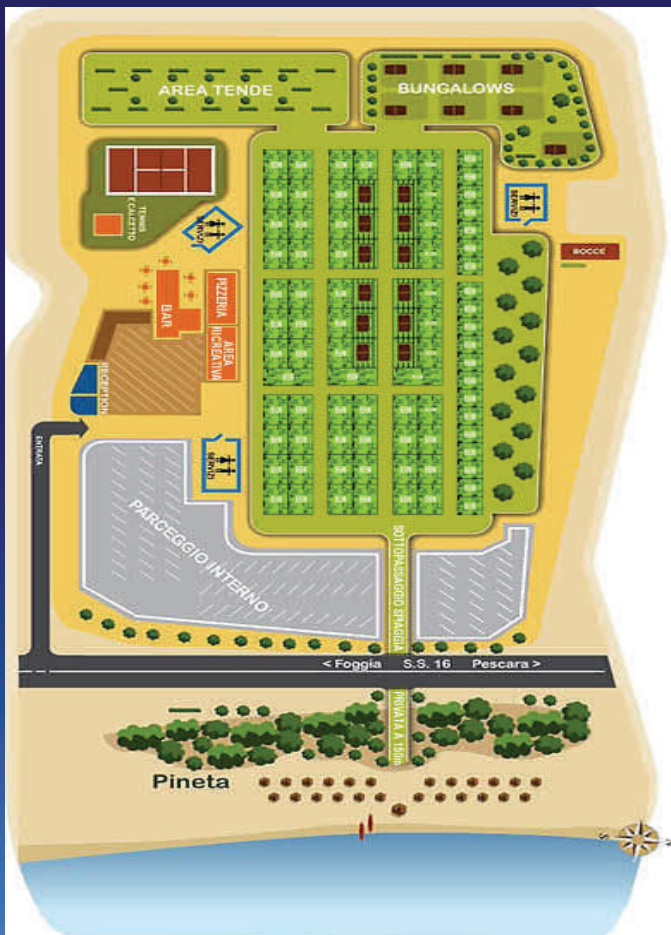 AREA TENDE
BUNGALOWS
TENNIS
E CALCETTO
SERVIZI
SERVIZI
BOCCE
PIZZERIA
BAR
AREA
RICREATIVA
RECEPTION
ENTRATA
SERVIZI
PARCEGGIO INTERNO
SOTTOPASSAGGIO SPIAGGIA
< Foggia S.S. 16 Pescara >
PRIVATA A 150m
Pineta